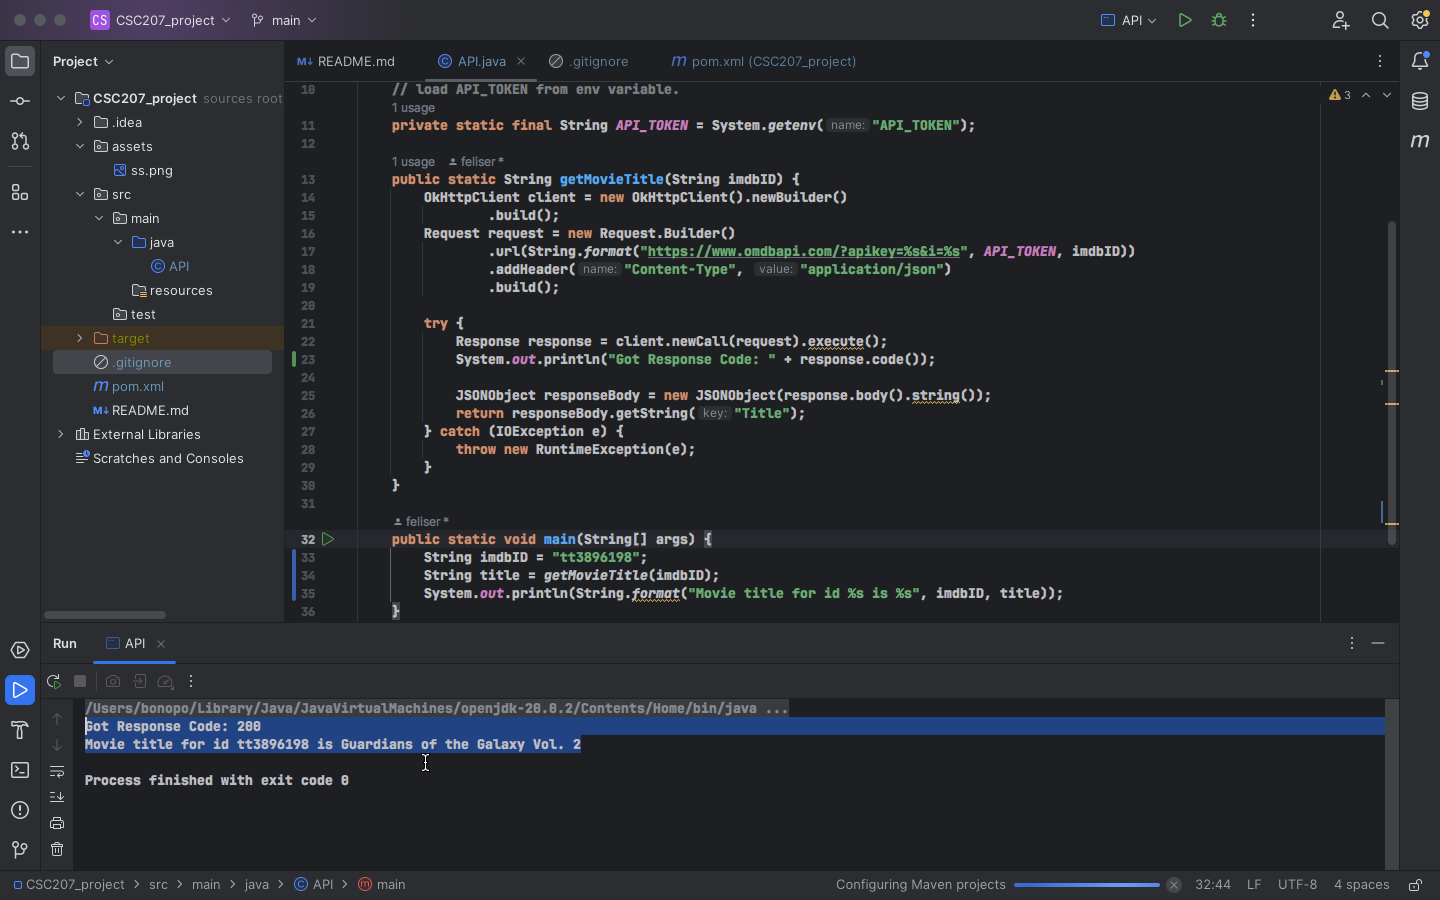 CS CSC207_project main API
Project
README.md API.java .gitignore pom.xml (CSC207_project)
CSC207_project sources root
.idea
assets
ss.png
src
main
java
API
resources
test
target
.gitignore
pom.xml
README.md
External Libraries
Scratches and Consoles
3
10 // load API_TOKEN from env variable.
1 usage
11 private static final String API_TOKEN = System.getenv( name: "API_TOKEN");
12
1 usage feliser *
13 public static String getMovieTitle(String imdbID) {
14 OkHttpClient client = new OkHttpClient().newBuilder()
15 .build();
16 Request request = new Request.Builder()
17 .url(String.format("https://www.omdbapi.com/?apikey=%s&i=%s", API_TOKEN, imdbID))
18 .addHeader( name: "Content-Type", value: "application/json")
19 .build();
20
21 try {
22 Response response = client.newCall(request).execute();
23 System.out.println("Got Response Code: " + response.code());
24
25 JSONObject responseBody = new JSONObject(response.body().string());
26 return responseBody.getString( key: "Title");
27 } catch (IOException e) {
28 throw new RuntimeException(e);
29 }
30 }
31
feliser *
32 public static void main(String[] args) {
33 String imdbID = "tt3896198";
34 String title = getMovieTitle(imdbID);
35 System.out.println(String.format("Movie title for id %s is %s", imdbID, title));
36 }
Run API
/Users/bonopo/Library/Java/JavaVirtualMachines/openjdk-20.0.2/Contents/Home/bin/java ...
Got Response Code: 200
Movie title for id tt3896198 is Guardians of the Galaxy Vol. 2
Process finished with exit code 0
CSC207_project > src > main > java > API > main Configuring Maven projects 32:44 LF UTF-8 4 spaces